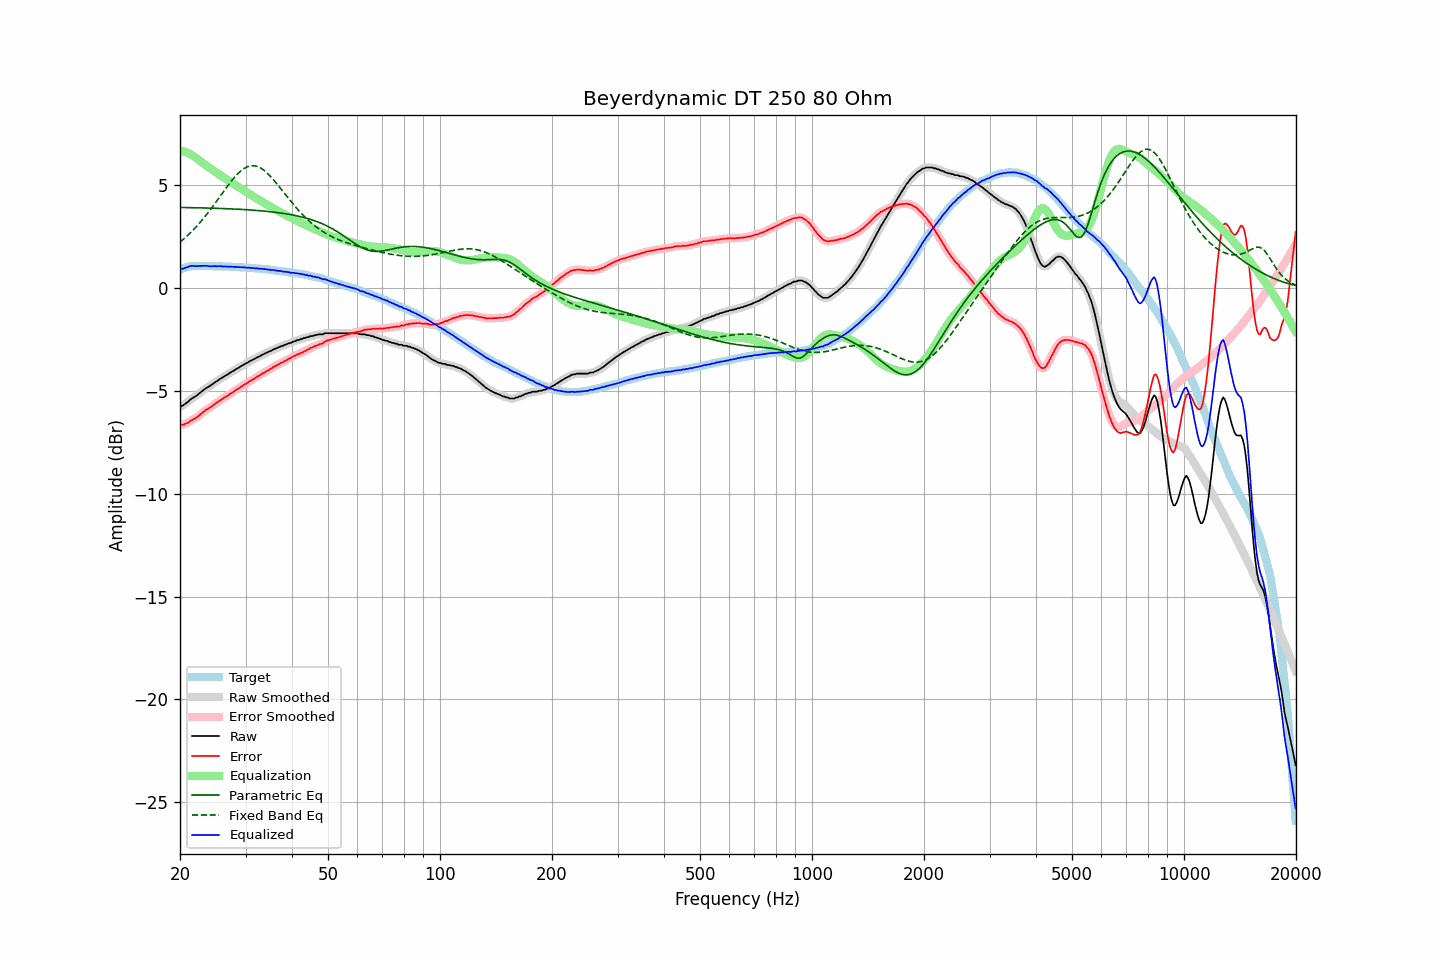 Beyerdynamic DT 250 80 Ohm
Amplitude (dBr)
5
0
−5
−10
−15
−20
−25
Target
Raw Smoothed
Error Smoothed
Raw
Error
Equalization
Parametric Eq
Fixed Band Eq
Equalized
20 50 100 200 500 1000 2000 5000 10000 20000
Frequency (Hz)